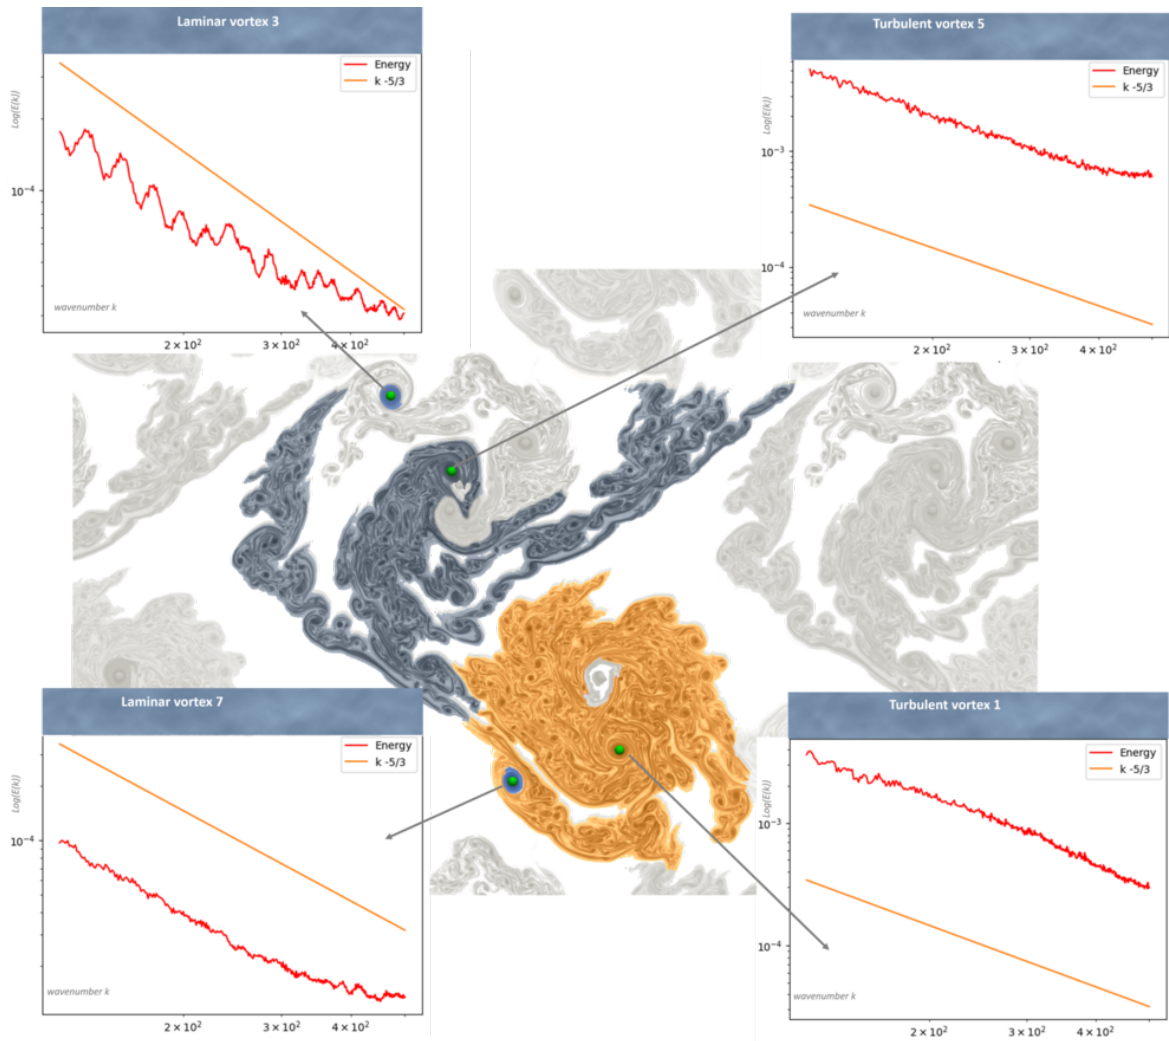 Laminar vortex 3
Energy
k -5/3
Log(E(k))
10⁻⁴
wavenumber k
2 × 10²
3 × 10²
4 × 10²
Turbulent vortex 5
Energy
k -5/3
Log(E(k))
10⁻³
10⁻⁴
wavenumber k
2 × 10²
3 × 10²
4 × 10²
Laminar vortex 7
Energy
k -5/3
Log(E(k))
10⁻⁴
wavenumber k
2 × 10²
3 × 10²
4 × 10²
Turbulent vortex 1
Energy
k -5/3
Log(E(k))
10⁻³
10⁻⁴
wavenumber k
2 × 10²
3 × 10²
4 × 10²